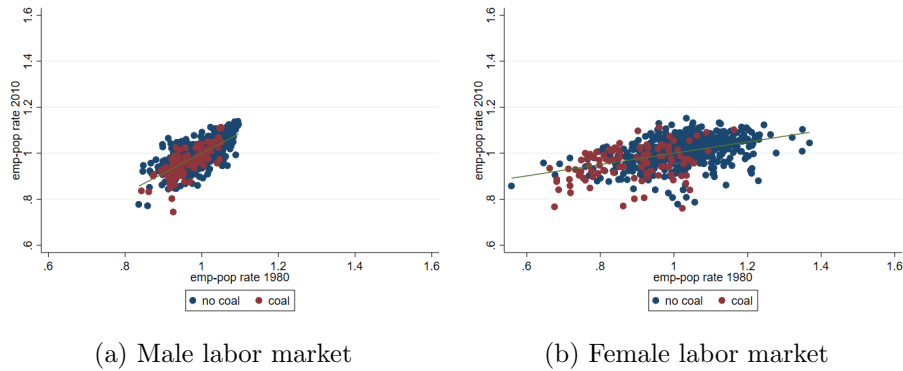 1.6
1.4
1.2
1
.8
.6
emp-pop rate 2010
.6 .8 1 1.2 1.4 1.6
emp-pop rate 1980
no coal coal
(a) Male labor market
1.6
1.4
1.2
1
.8
.6
emp-pop rate 2010
.6 .8 1 1.2 1.4 1.6
emp-pop rate 1980
no coal coal
(b) Female labor market